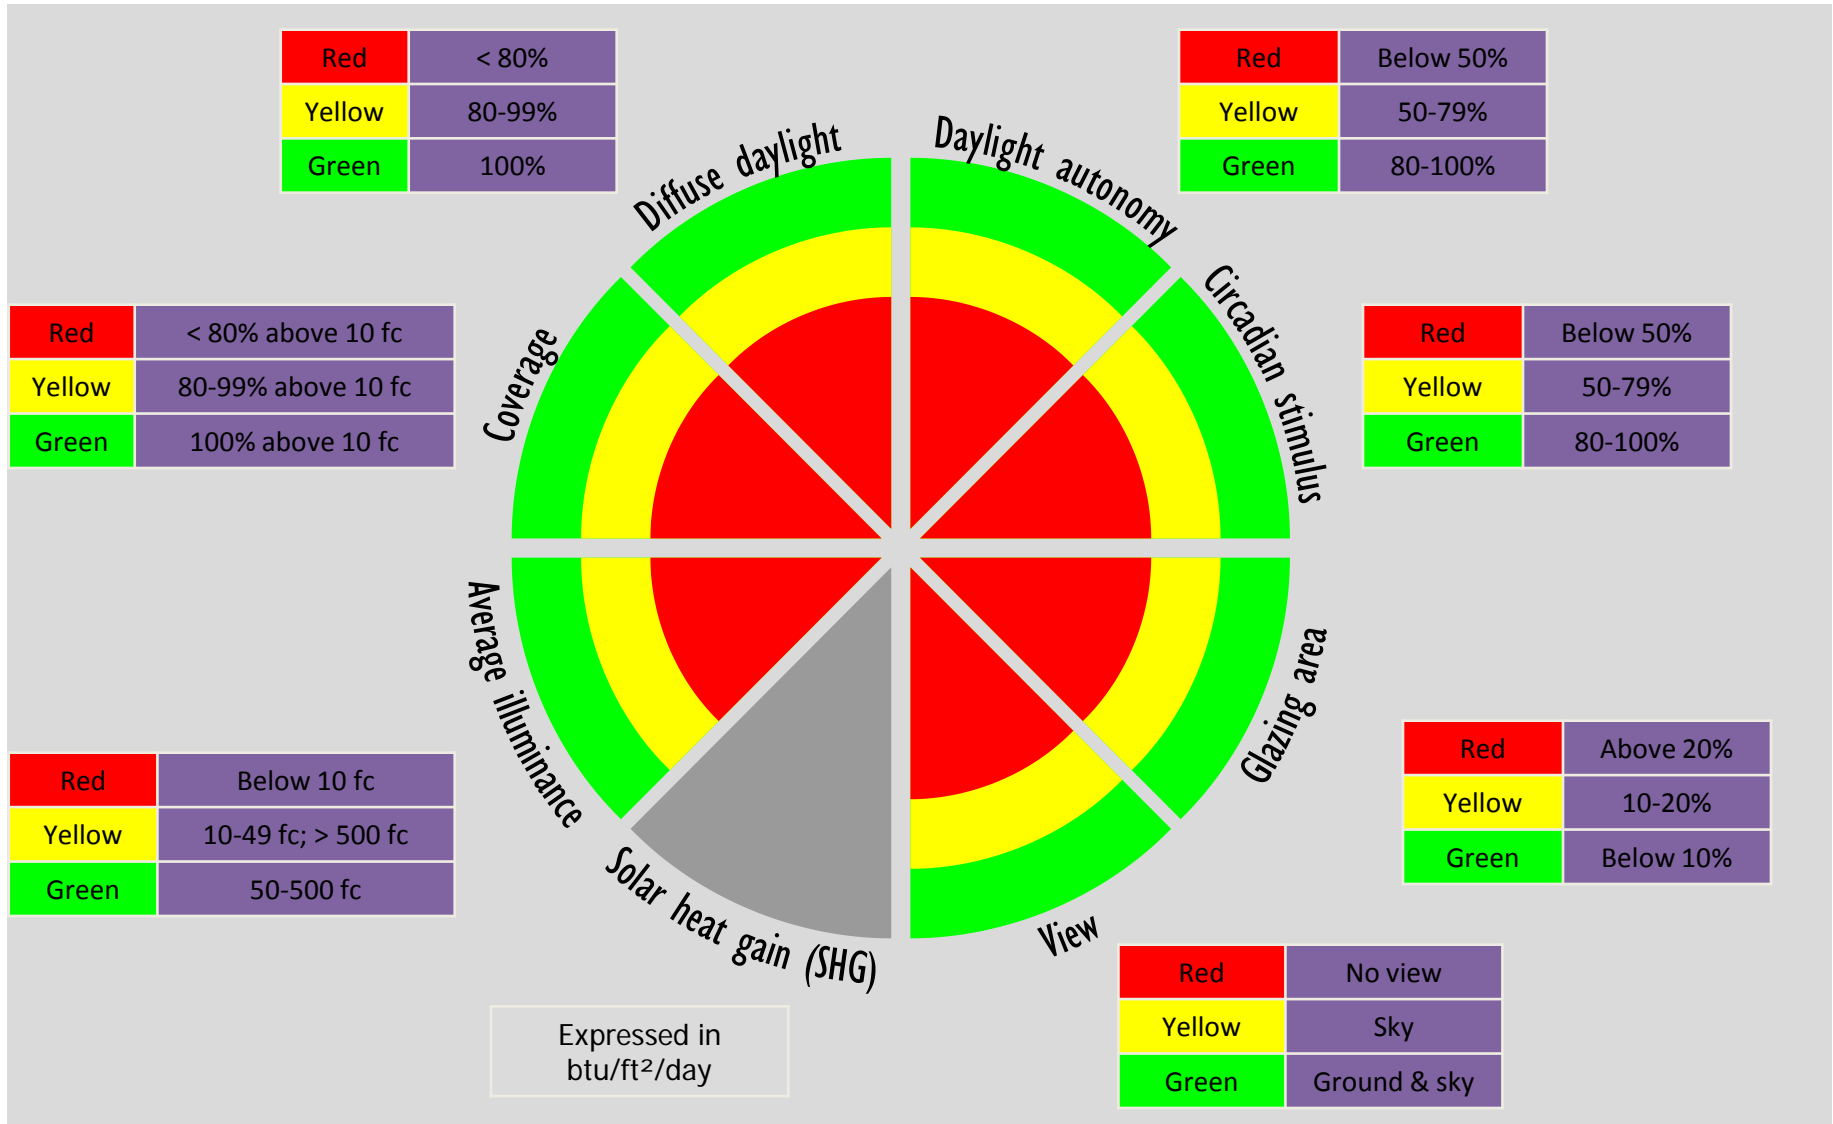 Red < 80%
Yellow 80-99%
Green 100%
Red Below 50%
Yellow 50-79%
Green 80-100%
Diffuse daylight
Daylight autonomy
Coverage
Circadian stimulus
Red < 80% above 10 fc
Yellow 80-99% above 10 fc
Green 100% above 10 fc
Red Below 50%
Yellow 50-79%
Green 80-100%
Average illuminance
Glazing area
Red Below 10 fc
Yellow 10-49 fc; > 500 fc
Green 50-500 fc
Red Above 20%
Yellow 10-20%
Green Below 10%
Solar heat gain (SHG)
View
Expressed in
btu/ft²/day
Red No view
Yellow Sky
Green Ground & sky